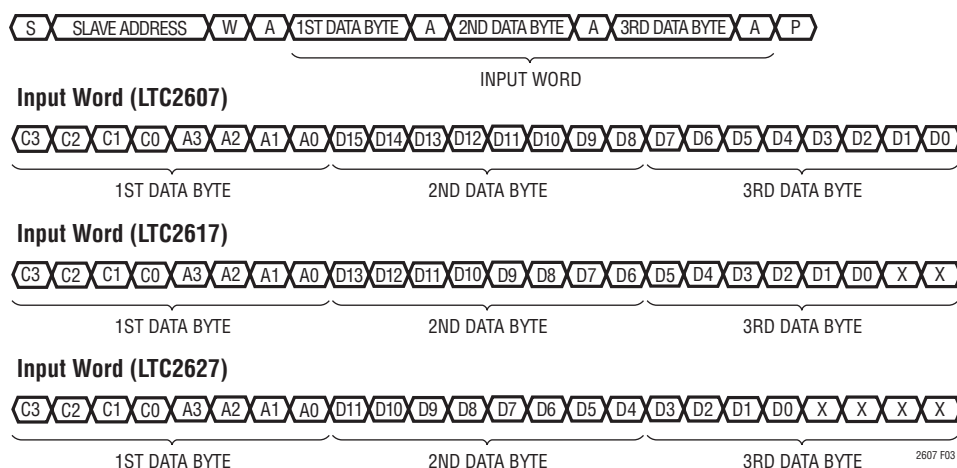 S SLAVE ADDRESS W A 1ST DATA BYTE A 2ND DATA BYTE A 3RD DATA BYTE A P
INPUT WORD
Input Word (LTC2607)
C3 C2 C1 C0 A3 A2 A1 A0 D15 D14 D13 D12 D11 D10 D9 D8 D7 D6 D5 D4 D3 D2 D1 D0
1ST DATA BYTE 2ND DATA BYTE 3RD DATA BYTE
Input Word (LTC2617)
C3 C2 C1 C0 A3 A2 A1 A0 D13 D12 D11 D10 D9 D8 D7 D6 D5 D4 D3 D2 D1 D0 X X
1ST DATA BYTE 2ND DATA BYTE 3RD DATA BYTE
Input Word (LTC2627)
C3 C2 C1 C0 A3 A2 A1 A0 D11 D10 D9 D8 D7 D6 D5 D4 D3 D2 D1 D0 X X X X
1ST DATA BYTE 2ND DATA BYTE 3RD DATA BYTE 2607 F03